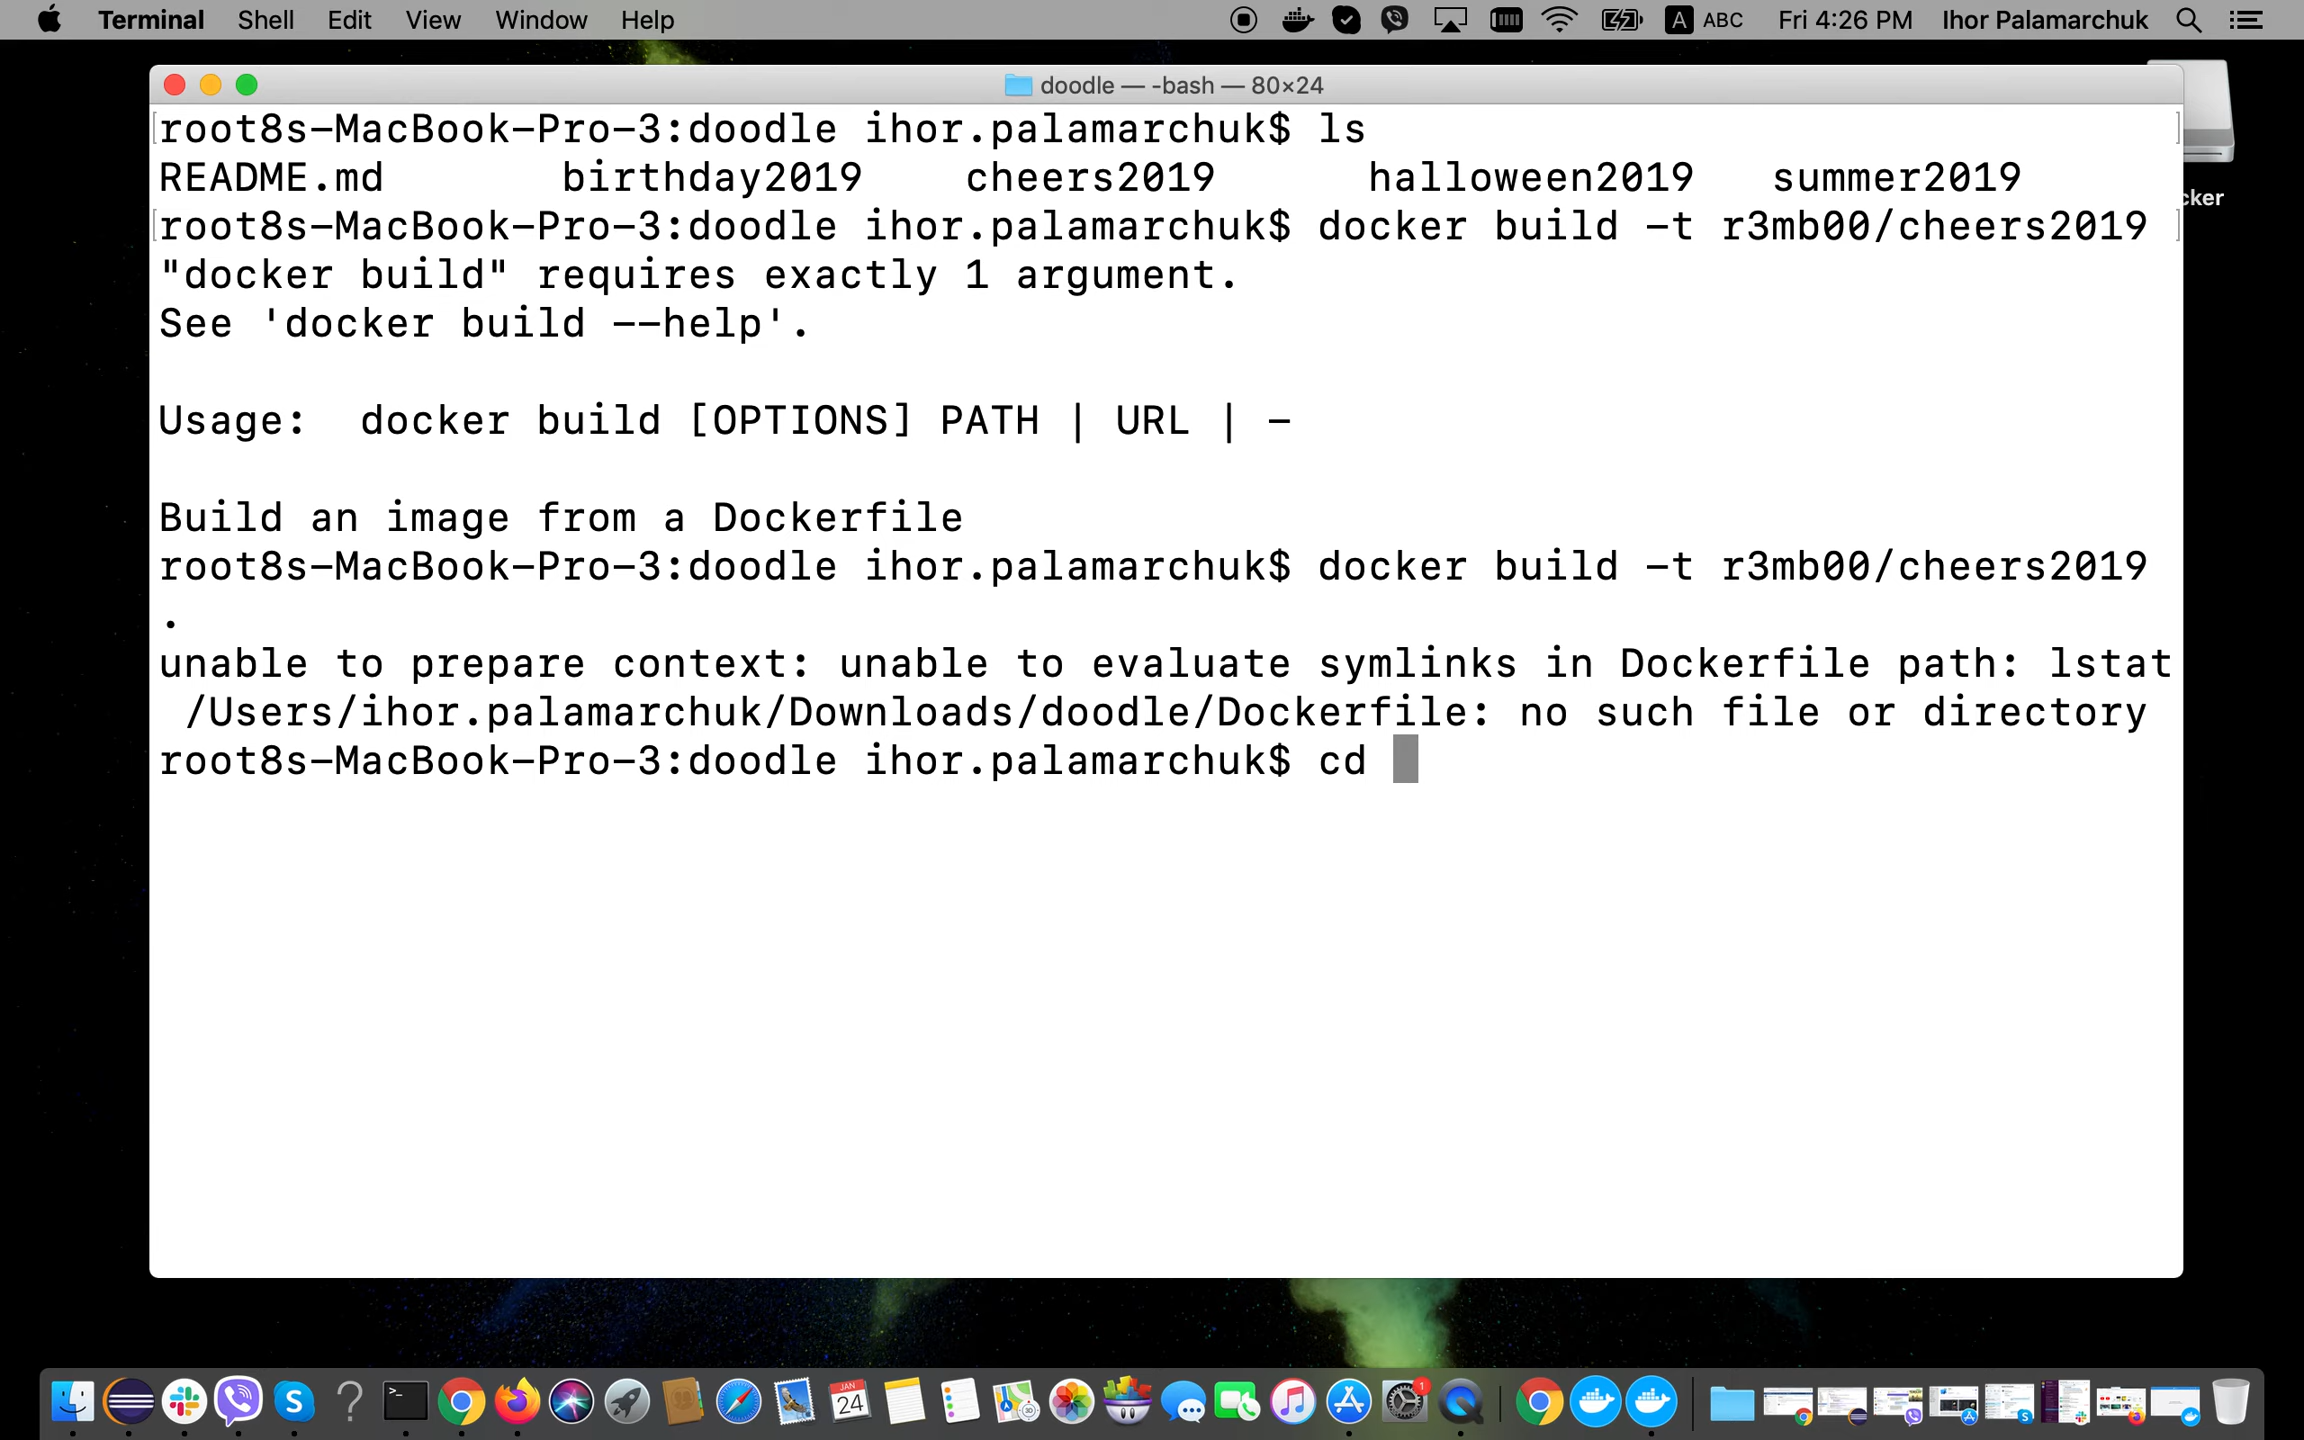 Terminal Shell Edit View Window Help ABC Fri 4:26 PM Ihor Palamarchuk
doodle — -bash — 80×24
root8s-MacBook-Pro-3:doodle ihor.palamarchuk$ ls
README.md birthday2019 cheers2019 halloween2019 summer2019
cker
root8s-MacBook-Pro-3:doodle ihor.palamarchuk$ docker build -t r3mb00/cheers2019
"docker build" requires exactly 1 argument.
See 'docker build --help'.
Usage:  docker build [OPTIONS] PATH | URL | -
Build an image from a Dockerfile
root8s-MacBook-Pro-3:doodle ihor.palamarchuk$ docker build -t r3mb00/cheers2019
.
unable to prepare context: unable to evaluate symlinks in Dockerfile path: lstat
/Users/ihor.palamarchuk/Downloads/doodle/Dockerfile: no such file or directory
root8s-MacBook-Pro-3:doodle ihor.palamarchuk$ cd
JAN
24
1